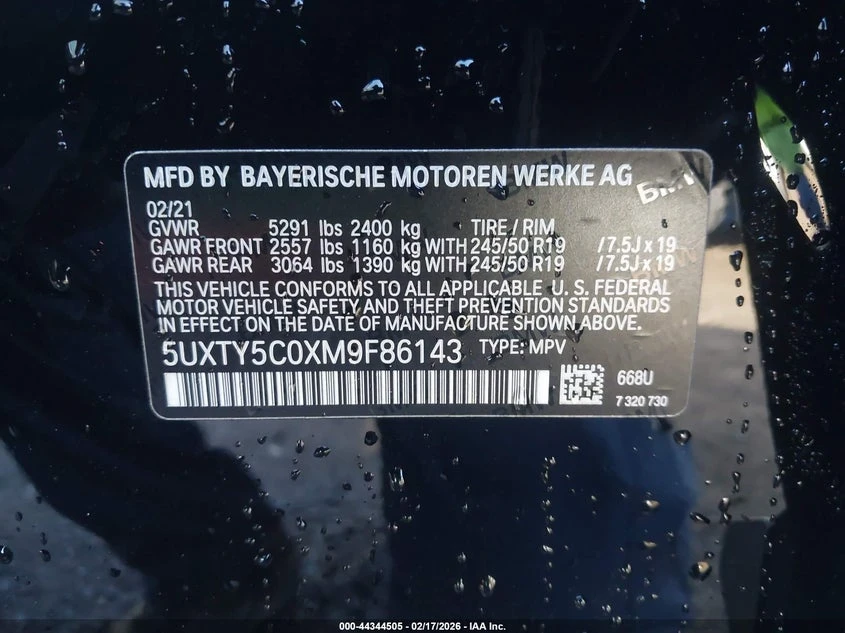 MFD BY BAYERISCHE MOTOREN WERKE AG
BMW
02/21
GVWR 5291 lbs 2400 kg TIRE / RIM
GAWR FRONT 2557 lbs 1160 kg WITH 245/50 R19 / 7.5J x 19
GAWR REAR 3064 lbs 1390 kg WITH 245/50 R19 / 7.5J x 19
THIS VEHICLE CONFORMS TO ALL APPLICABLE U. S. FEDERAL
MOTOR VEHICLE SAFETY AND THEFT PREVENTION STANDARDS
IN EFFECT ON THE DATE OF MANUFACTURE SHOWN ABOVE.
5UXTY5C0XM9F86143 TYPE: MPV
668U
7 320 730
000-44344505 - 02/17/2026 - IAA Inc.